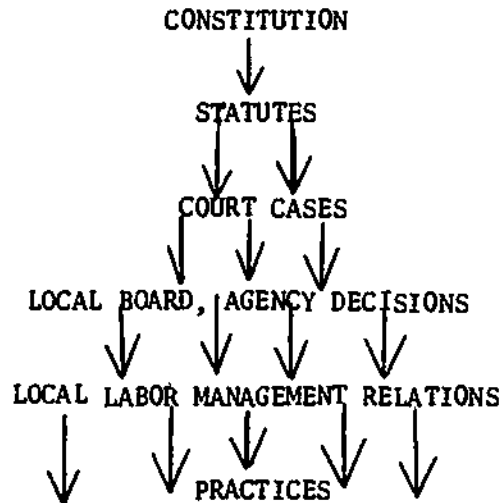 CONSTITUTION
STATUTES
COURT CASES
LOCAL BOARD, AGENCY DECISIONS
LOCAL LABOR MANAGEMENT RELATIONS
PRACTICES